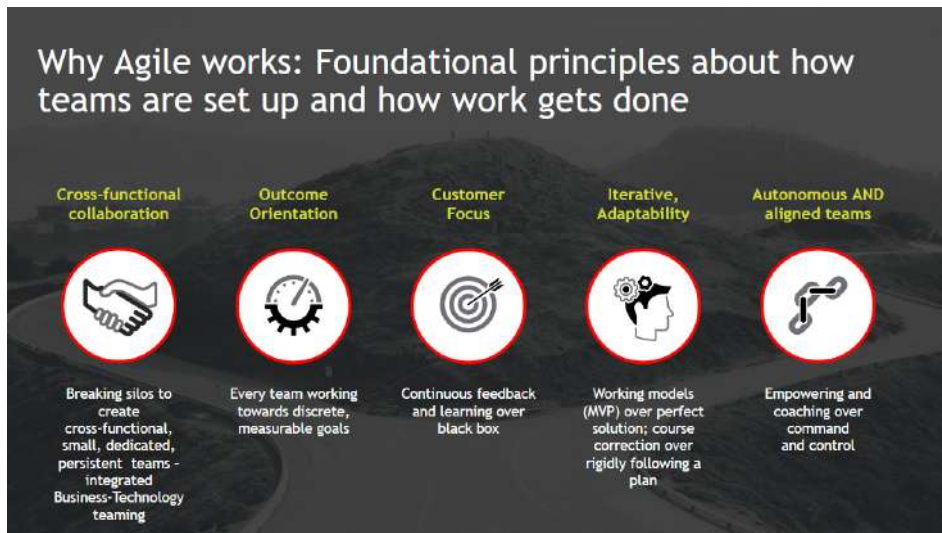 Why Agile works: Foundational principles about how
teams are set up and how work gets done
Cross-functional
collaboration
Outcome
Orientation
Customer
Focus
Iterative,
Adaptability
Autonomous AND
aligned teams
Breaking silos to
create
cross-functional,
small, dedicated,
persistent teams –
integrated
Business-Technology
teaming
Every team working
towards discrete,
measurable goals
Continuous feedback
and learning over
black box
Working models
(MVP) over perfect
solution; course
correction over
rigidly following a
plan
Empowering and
coaching over
command
and control